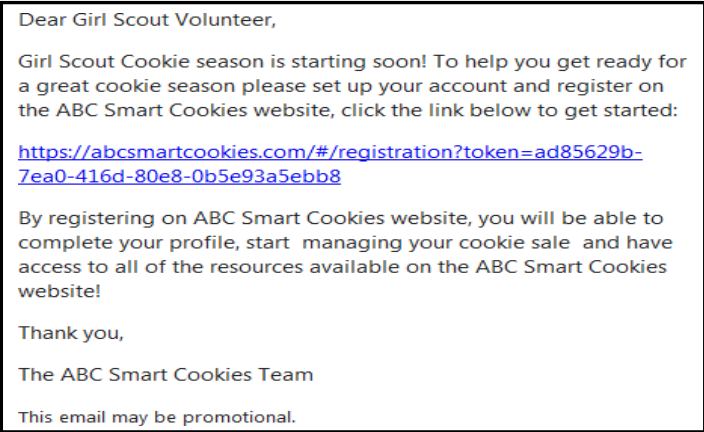 Dear Girl Scout Volunteer,
Girl Scout Cookie season is starting soon! To help you get ready for
a great cookie season please set up your account and register on
the ABC Smart Cookies website, click the link below to get started:
https://abcsmartcookies.com/#/registration?token=ad85629b-
7ea0-416d-80e8-0b5e93a5ebb8
By registering on ABC Smart Cookies website, you will be able to
complete your profile, start  managing your cookie sale  and have
access to all of the resources available on the ABC Smart Cookies
website!
Thank you,
The ABC Smart Cookies Team
This email may be promotional.